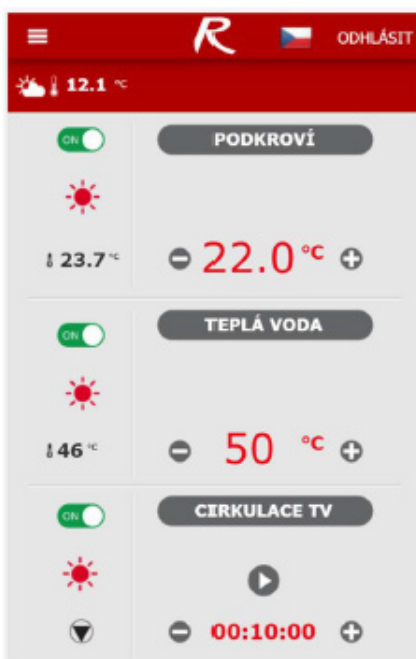 R ODHLÁSIT
12.1 °C
ON PODKROVÍ
23.7 °C 22.0 °C
ON TEPLÁ VODA
46 °C 50 °C
ON CIRKULACE TV
00:10:00